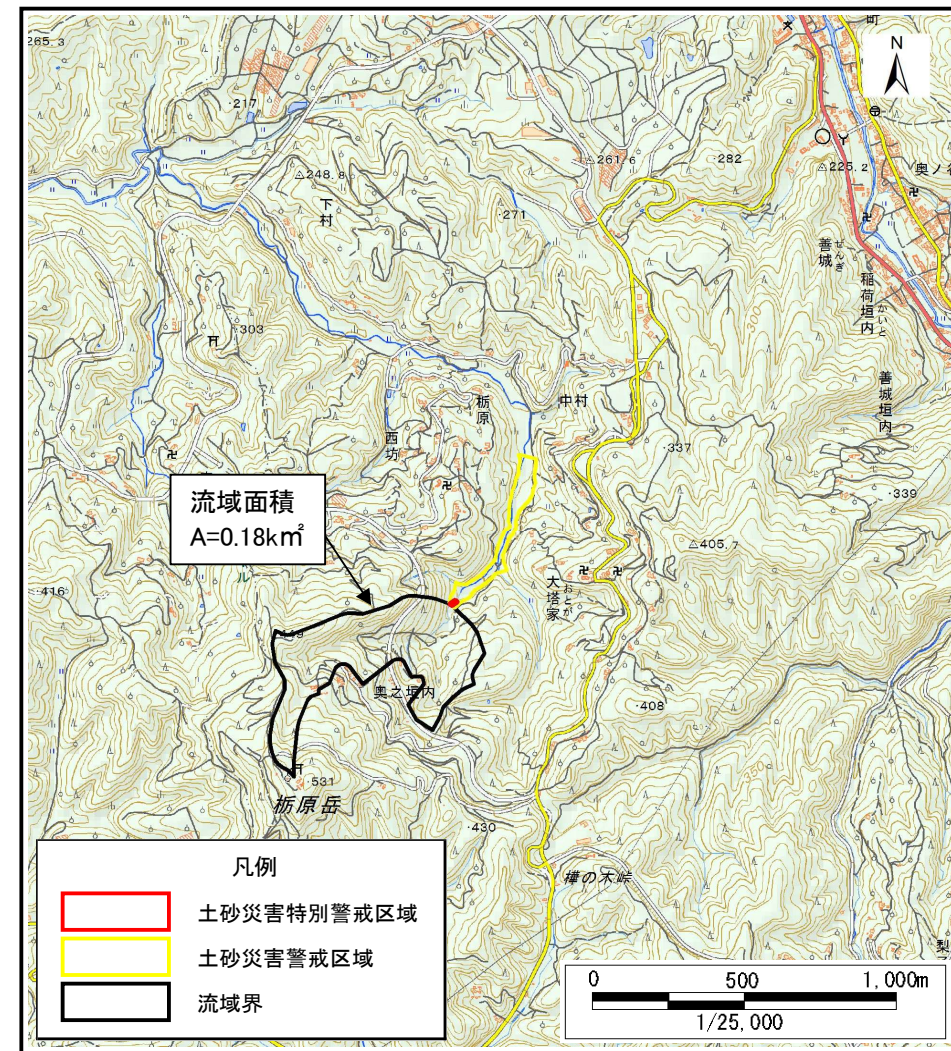 265.3
町
N
・217
△261.6
・282
△225.2
△248.8
下村
・271
善城
ぜんぎ
稲荷垣内
かいと
300
・303
善城垣内
栃原
中村
西坊
・337
・339
流域面積
A=0.18k㎡
△405.7
ル
・416
大塔家
おとが
奥之垣内
・408
・531
栃原岳
・430
樺の木峠
梨
凡例
土砂災害特別警戒区域
土砂災害警戒区域
流域界
0 500 1,000m
1/25,000